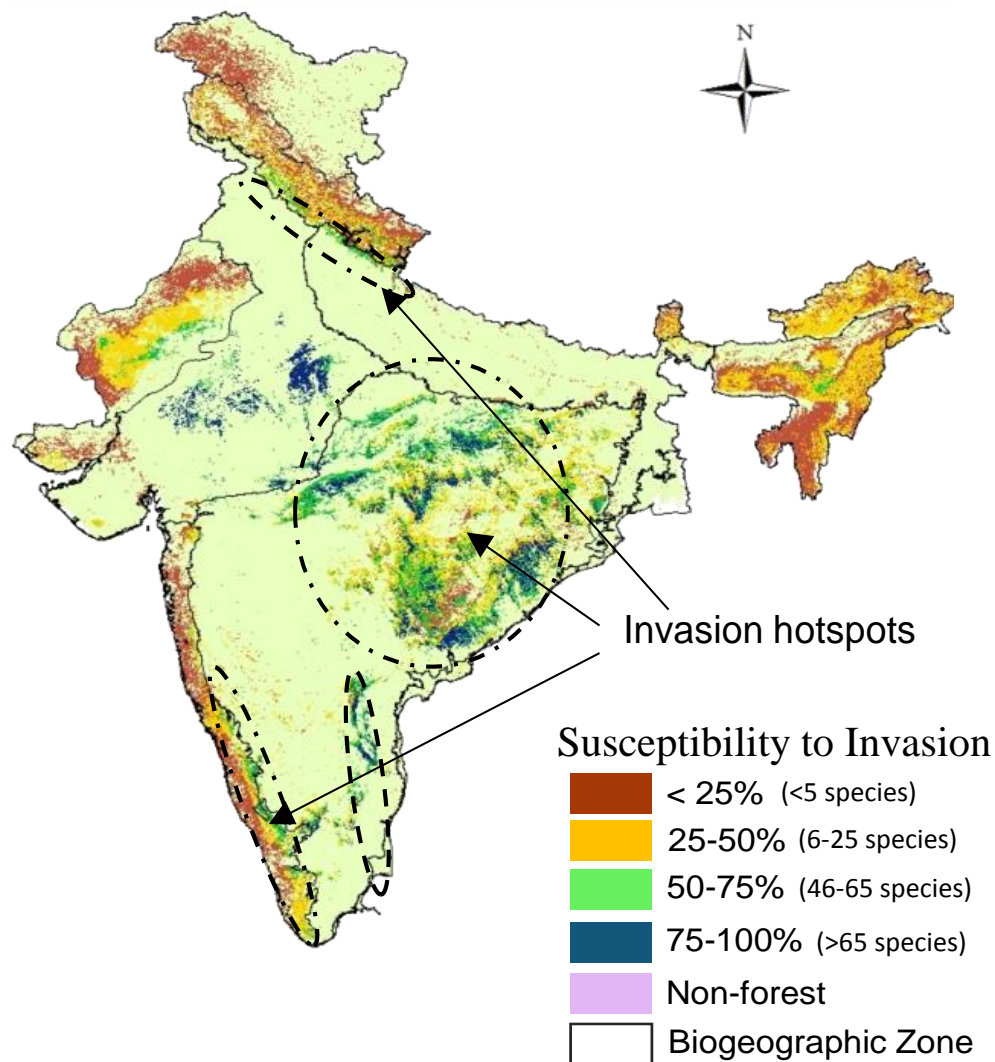 N
Invasion hotspots
Susceptibility to Invasion
< 25% (<5 species)
25-50% (6-25 species)
50-75% (46-65 species)
75-100% (>65 species)
Non-forest
Biogeographic Zone